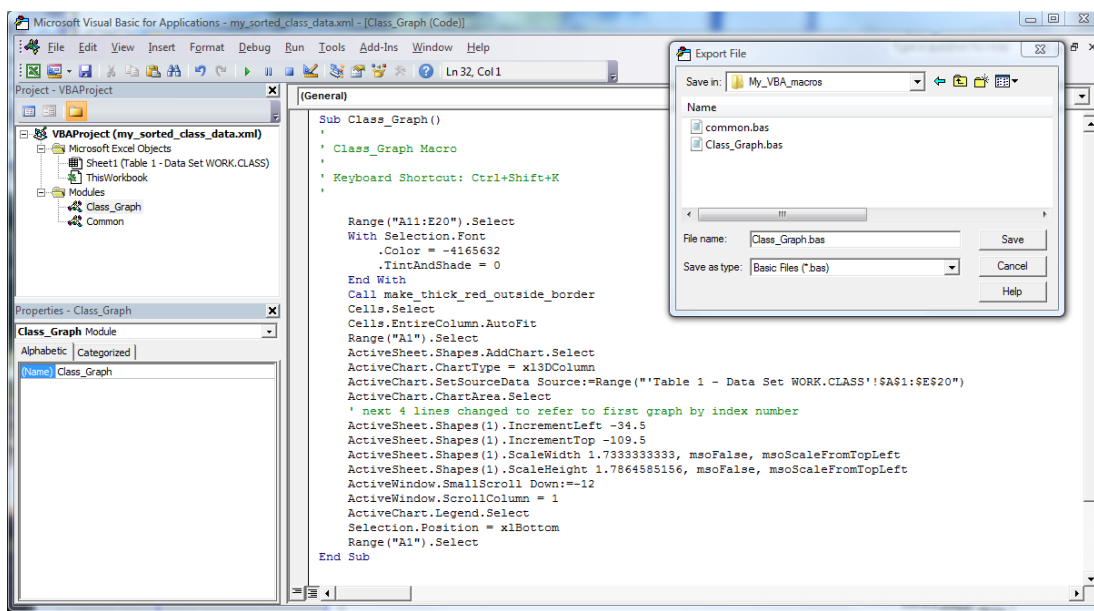 Microsoft Visual Basic for Applications - my_sorted_class_data.xml - [Class_Graph (Code)]
File Edit View Insert Format Debug Run Tools Add-Ins Window Help
Ln 32, Col 1
Project - VBAProject
VBAProject (my_sorted_class_data.xml)
Microsoft Excel Objects
Sheet1 (Table 1 - Data Set WORK.CLASS)
ThisWorkbook
Modules
Class_Graph
Common
Properties - Class_Graph
Class_Graph Module
Alphabetic Categorized
(Name) Class_Graph
(General)
Sub Class_Graph()
'
' Class_Graph Macro
'
' Keyboard Shortcut: Ctrl+Shift+K
'
Range("A11:E20").Select
With Selection.Font
.Color = -4165632
.TintAndShade = 0
End With
Call make_thick_red_outside_border
Cells.Select
Cells.EntireColumn.AutoFit
Range("A1").Select
ActiveSheet.Shapes.AddChart.Select
ActiveChart.ChartType = xl3DColumn
ActiveChart.SetSourceData Source:=Range("'Table 1 - Data Set WORK.CLASS'!$A$1:$E$20")
ActiveChart.ChartArea.Select
' next 4 lines changed to refer to first graph by index number
ActiveSheet.Shapes(1).IncrementLeft -34.5
ActiveSheet.Shapes(1).IncrementTop -109.5
ActiveSheet.Shapes(1).ScaleWidth 1.7333333333, msoFalse, msoScaleFromTopLeft
ActiveSheet.Shapes(1).ScaleHeight 1.7864585156, msoFalse, msoScaleFromTopLeft
ActiveWindow.SmallScroll Down:=-12
ActiveWindow.ScrollColumn = 1
ActiveChart.Legend.Select
Selection.Position = xlBottom
Range("A1").Select
End Sub
Export File
Save in: My_VBA_macros
Name
common.bas
Class_Graph.bas
File name: Class_Graph.bas Save
Save as type: Basic Files (*.bas) Cancel
Help